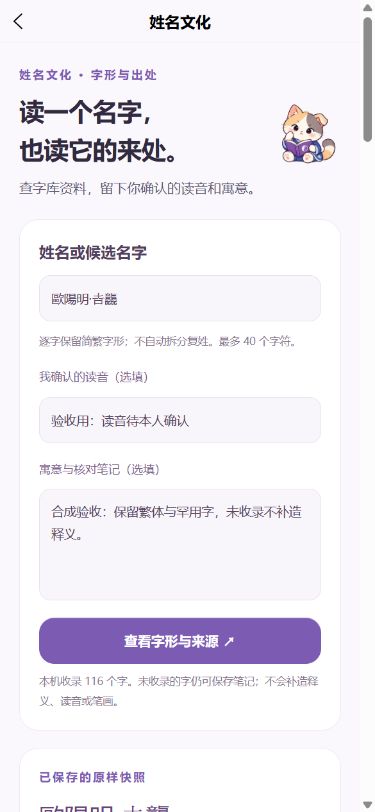 姓名文化
姓名文化 · 字形与出处
读一个名字，
也读它的来处。
查字库资料，留下你确认的读音和寓意。
姓名或候选名字
歐陽明·𠮷龘
逐字保留简繁字形；不自动拆分复姓。最多 40 个字符。
我确认的读音（选填）
验收用：读音待本人确认
寓意与核对笔记（选填）
合成验收：保留繁体与罕用字，未收录不补造
释义。
查看字形与来源 ↗
本机收录 116 个字。未收录的字仍可保存笔记；不会补造释
义、读音或笔画。
已保存的原样快照